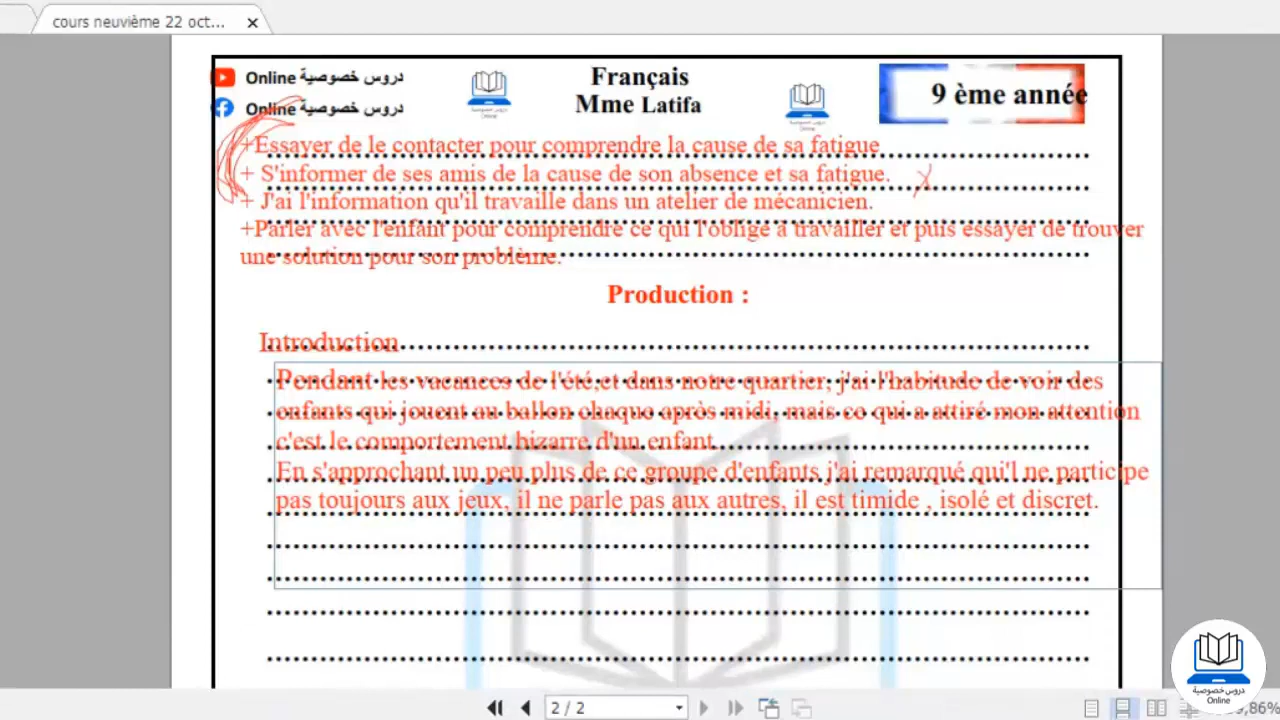 cours neuvième 22 oct...
Online دروس خصوصية
Online دروس خصوصية
دروس خصوصية
Online
Français
Mme Latifa
دروس خصوصية
Online
9 ème année
+Essayer de le contacter pour comprendre la cause de sa fatigue
+ S'informer de ses amis de la cause de son absence et sa fatigue.
+ J'ai l'information qu'il travaille dans un atelier de mécanicien.
+Parler avec l'enfant pour comprendre ce qui l'oblige à travailler et puis essayer de trouver
une solution pour son problème.
Production :
Introduction
Pendant les vacances de l'été,et dans notre quartier, j'ai l'habitude de voir des
enfants qui jouent au ballon chaque après midi, mais ce qui a attiré mon attention
c'est le comportement bizarre d'un enfant
En s'approchant un peu plus de ce groupe d'enfants j'ai remarqué qui'l ne participe
pas toujours aux jeux, il ne parle pas aux autres, il est timide , isolé et discret.
دروس خصوصية
Online
2 / 2